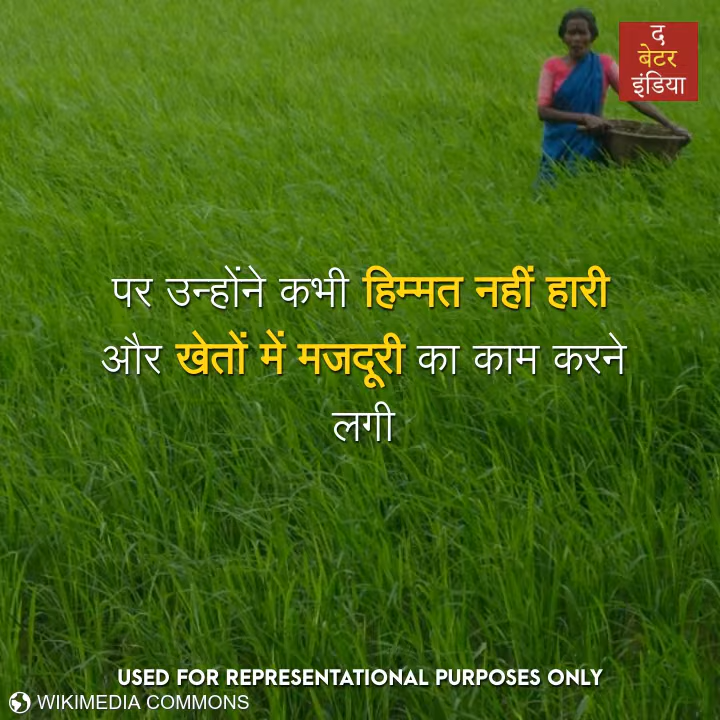 द
बेटर
इंडिया
पर उन्होंने कभी हिम्मत नहीं हारी
और खेतों में मजदूरी का काम करने
लगी
USED FOR REPRESENTATIONAL PURPOSES ONLY
WIKIMEDIA COMMONS